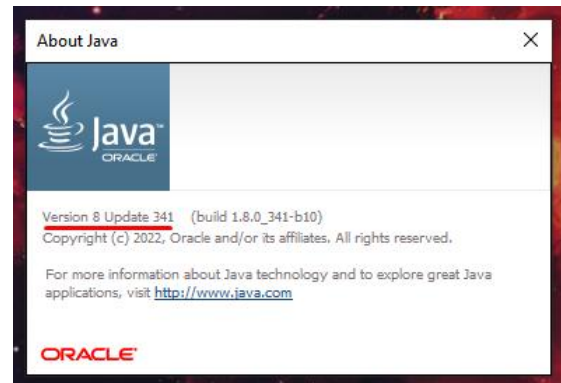 About Java
Java™
ORACLE
Version 8 Update 341 (build 1.8.0_341-b10)
Copyright (c) 2022, Oracle and/or its affiliates. All rights reserved.
For more information about Java technology and to explore great Java
applications, visit http://www.java.com
ORACLE®